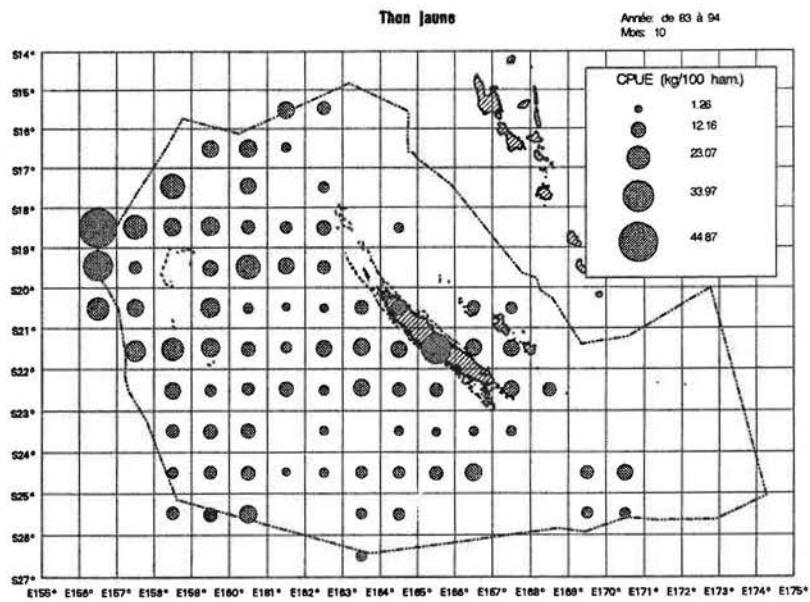 Thon jaune
Année: de 83 à 94
Mois: 10
CPUE (kg/100 ham.)
1.26
12.16
23.07
33.97
44.87
S14°
S15°
S16°
S17°
S18°
S19°
S20°
S21°
S22°
S23°
S24°
S25°
S26°
S27°
E155° E156° E157° E158° E159° E160° E161° E162° E163° E164° E165° E166° E167° E168° E169° E170° E171° E172° E173° E174° E175°